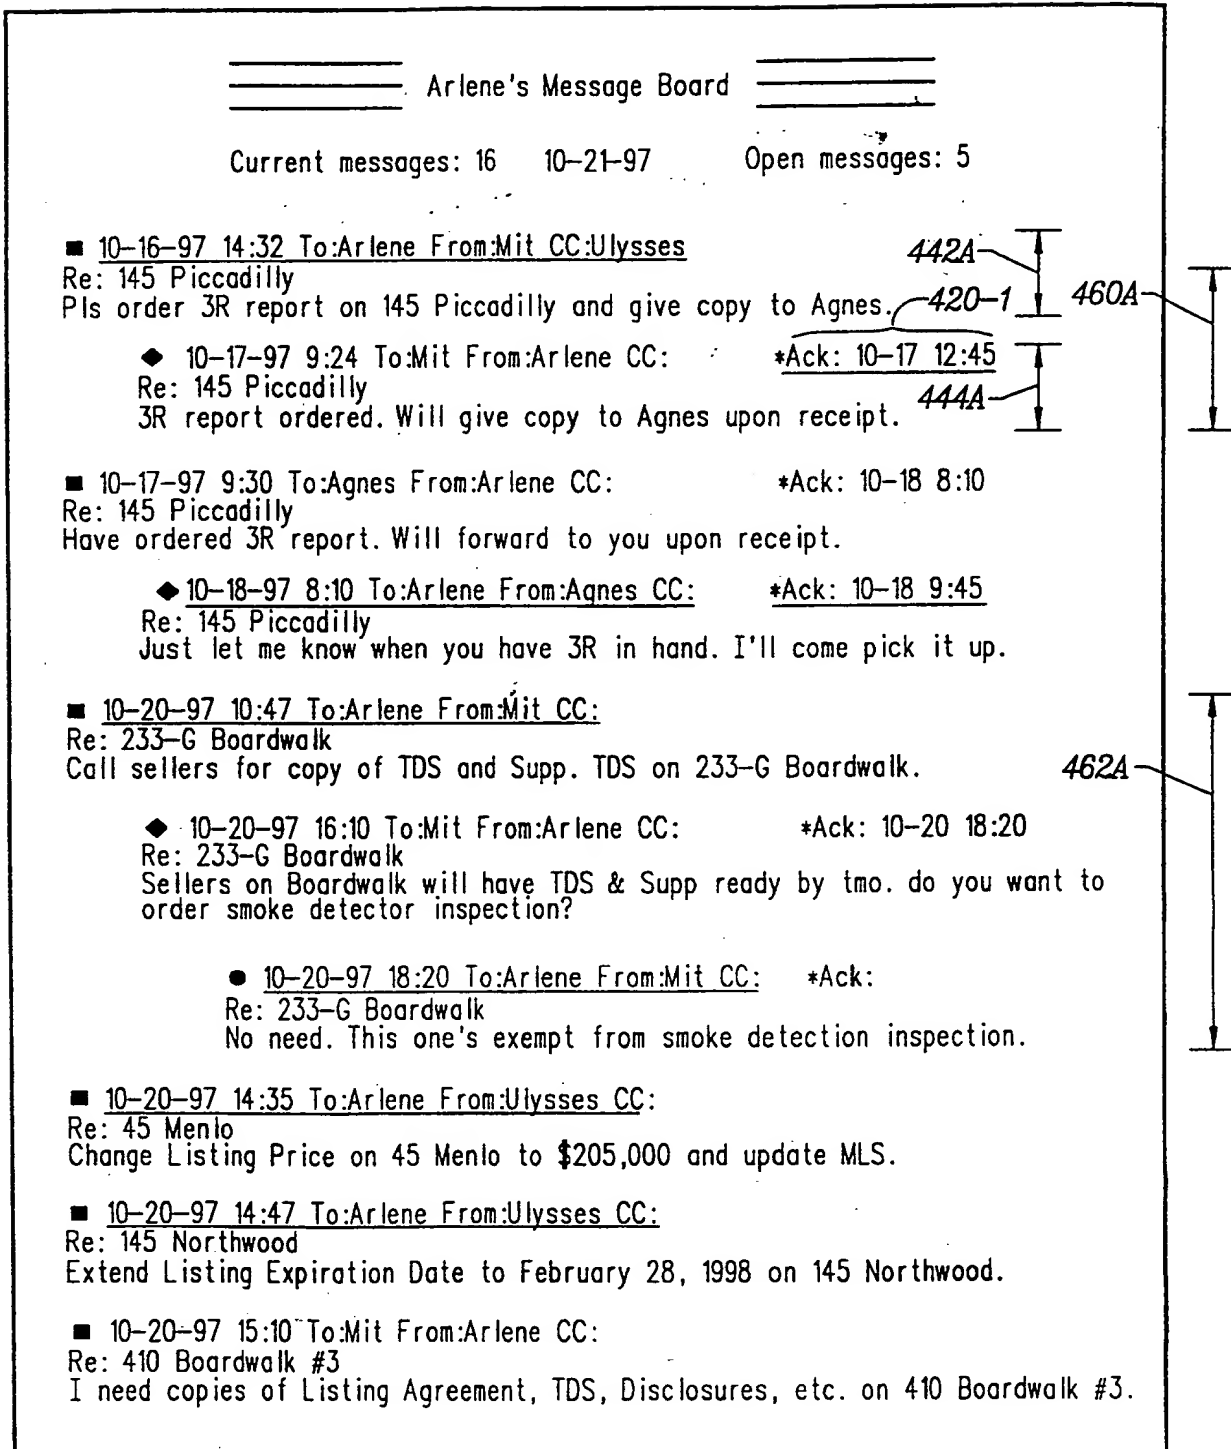 Arlene's Message Board
Current messages: 16 10-21-97 Open messages: 5
■ 10-16-97 14:32 To:Arlene From:Mit CC:Ulysses
442A
Re: 145 Piccadilly
460A
Pls order 3R report on 145 Piccadilly and give copy to Agnes.
420-1
◆ 10-17-97 9:24 To:Mit From:Arlene CC: *Ack: 10-17 12:45
Re: 145 Piccadilly
444A
3R report ordered. Will give copy to Agnes upon receipt.
■ 10-17-97 9:30 To:Agnes From:Arlene CC: *Ack: 10-18 8:10
Re: 145 Piccadilly
Have ordered 3R report. Will forward to you upon receipt.
◆ 10-18-97 8:10 To:Arlene From:Agnes CC: *Ack: 10-18 9:45
Re: 145 Piccadilly
Just let me know when you have 3R in hand. I'll come pick it up.
■ 10-20-97 10:47 To:Arlene From:Mit CC:
Re: 233-G Boardwalk
Call sellers for copy of TDS and Supp. TDS on 233-G Boardwalk.
462A
◆ 10-20-97 16:10 To:Mit From:Arlene CC: *Ack: 10-20 18:20
Re: 233-G Boardwalk
Sellers on Boardwalk will have TDS & Supp ready by tmo. do you want to
order smoke detector inspection?
● 10-20-97 18:20 To:Arlene From:Mit CC: *Ack:
Re: 233-G Boardwalk
No need. This one's exempt from smoke detection inspection.
■ 10-20-97 14:35 To:Arlene From:Ulysses CC:
Re: 45 Menlo
Change Listing Price on 45 Menlo to $205,000 and update MLS.
■ 10-20-97 14:47 To:Arlene From:Ulysses CC:
Re: 145 Northwood
Extend Listing Expiration Date to February 28, 1998 on 145 Northwood.
■ 10-20-97 15:10 To:Mit From:Arlene CC:
Re: 410 Boardwalk #3
I need copies of Listing Agreement, TDS, Disclosures, etc. on 410 Boardwalk #3.